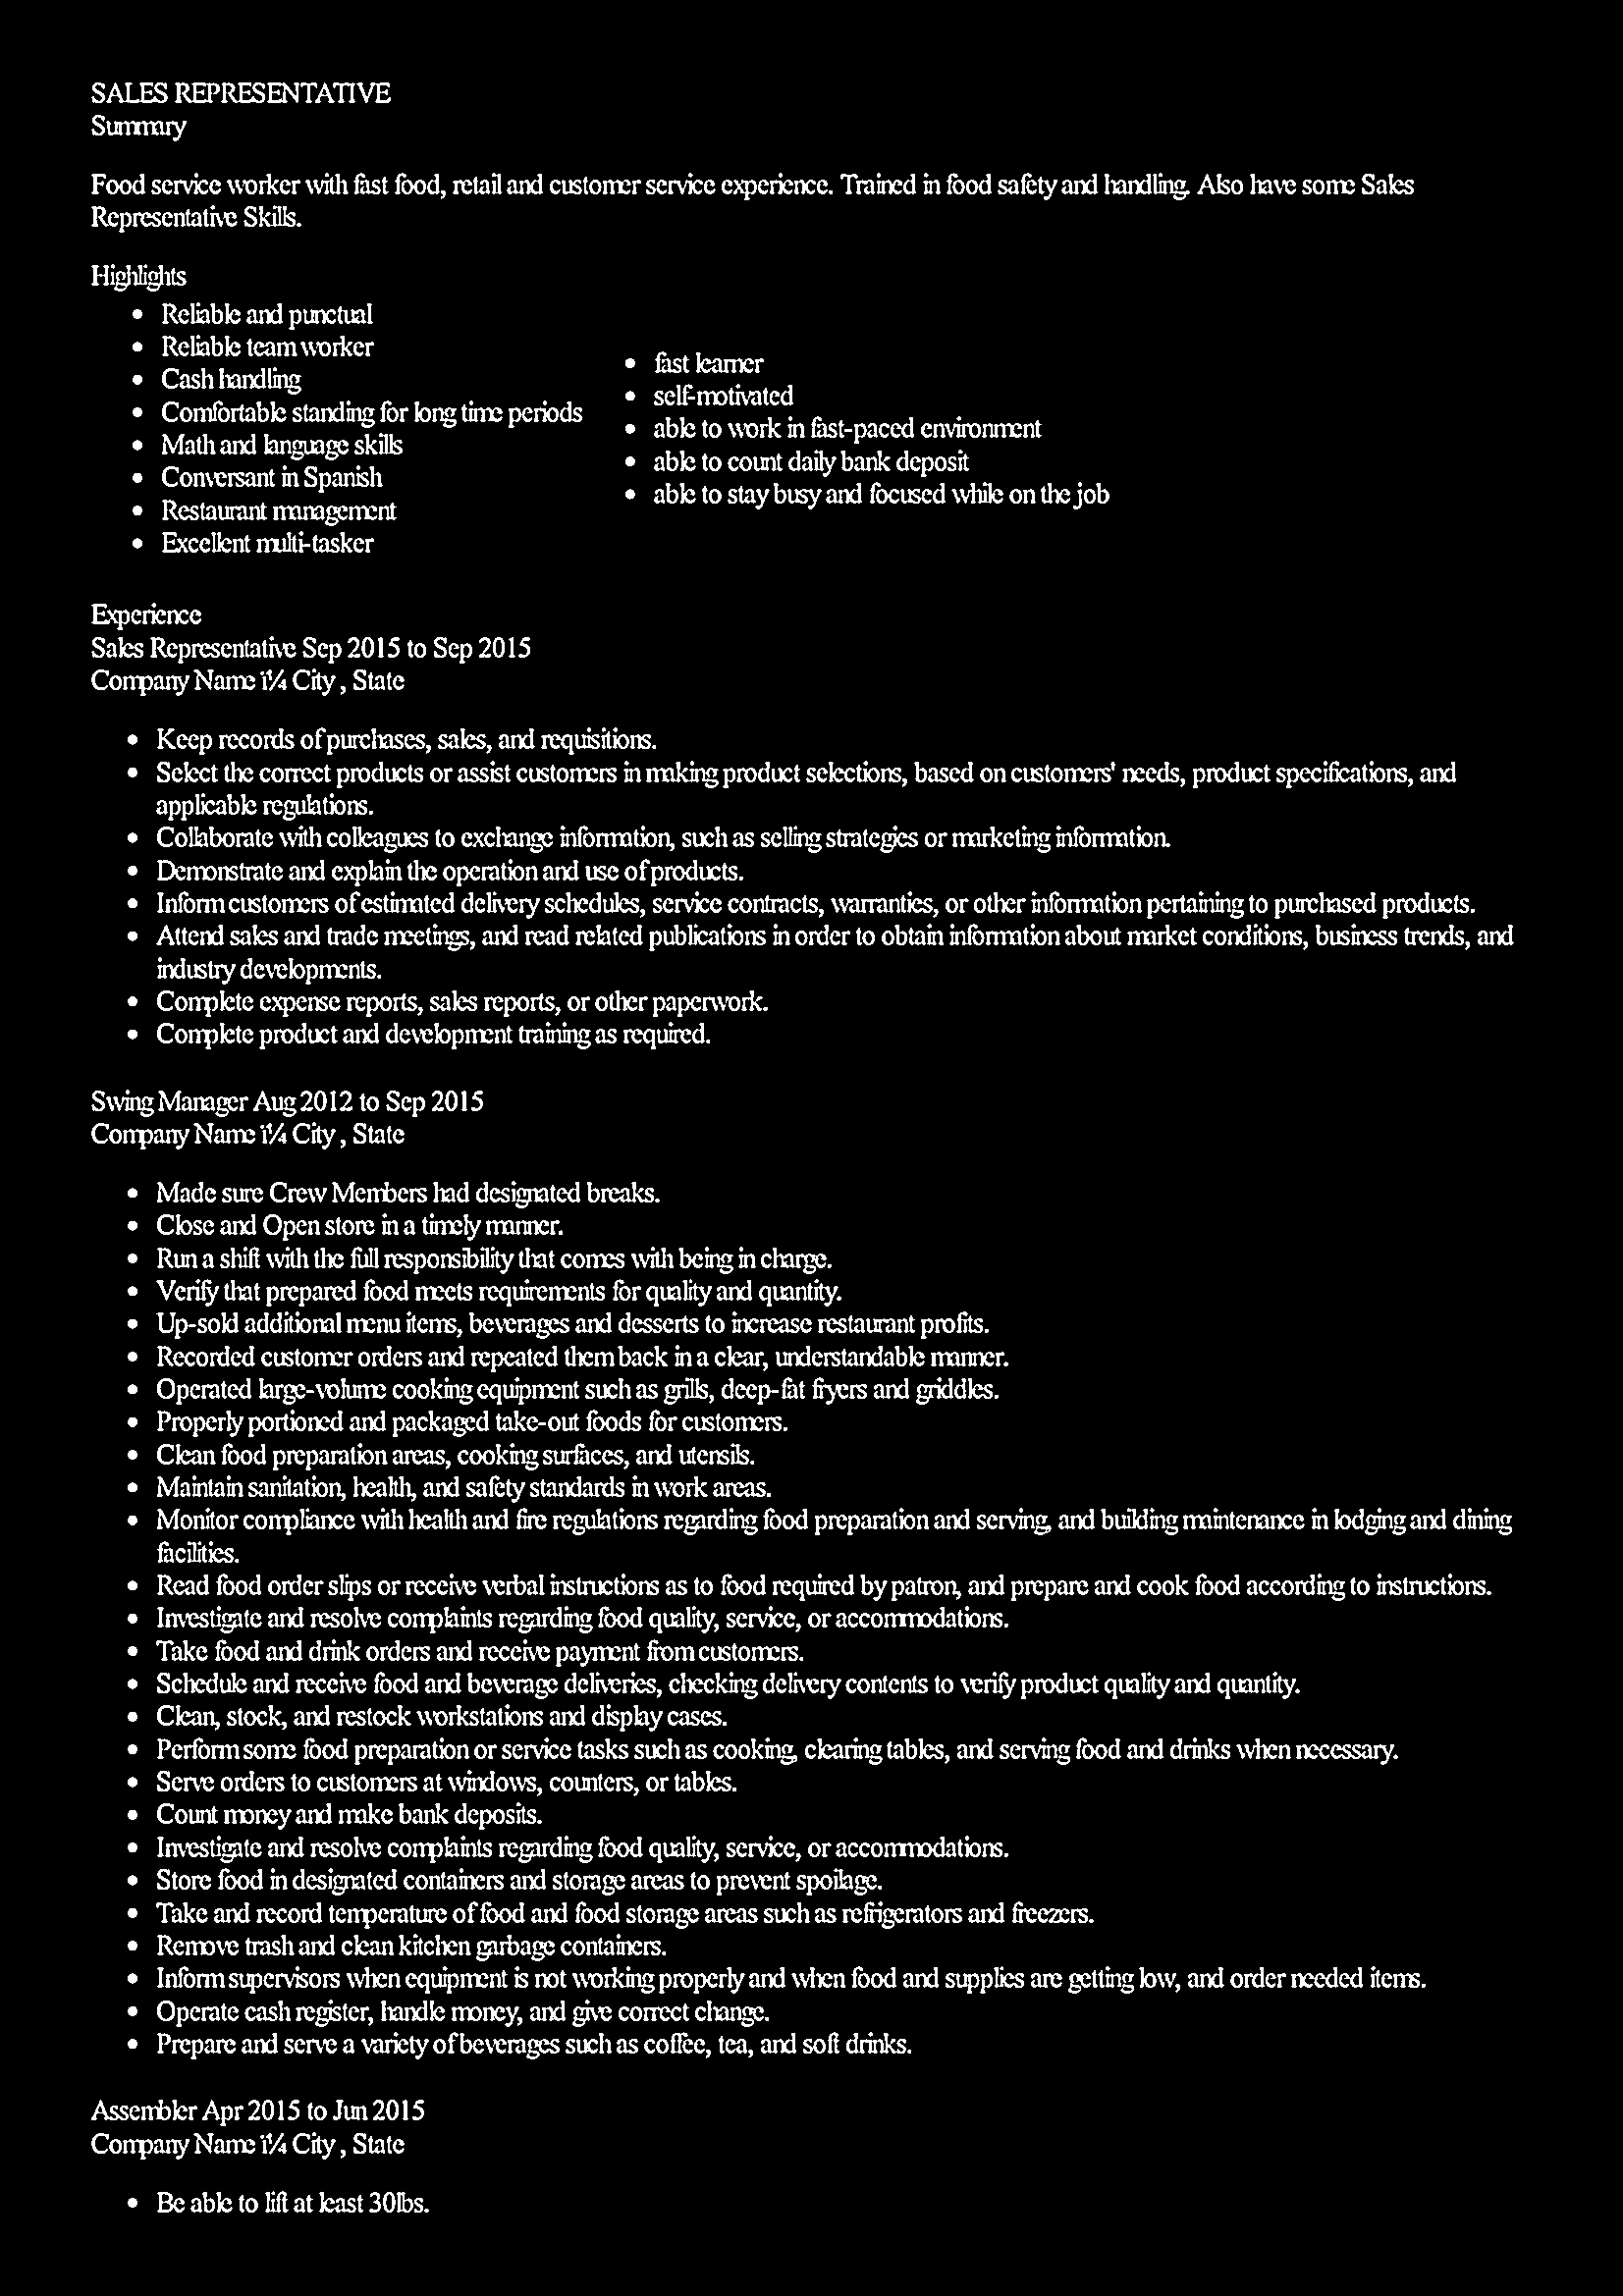 SALES REPRESENTATIVE
Summary
Food service worker with fast food, retail and customer service experience. Trained in food safety and handling. Also have some Sales
Representative Skills.
Highlights
• Reliable and punctual
• Reliable team worker
• Cash handling
• Comfortable standing for long time periods
• Math and language skills
• Conversant in Spanish
• Restaurant management
• Excellent multi-tasker
• fast learner
• self-motivated
• able to work in fast-paced environment
• able to count daily bank deposit
• able to stay busy and focused while on the job
Experience
Sales Representative Sep 2015 to Sep 2015
Company Name ï¼ City , State
• Keep records of purchases, sales, and requisitions.
• Select the correct products or assist customers in making product selections, based on customers' needs, product specifications, and
applicable regulations.
• Collaborate with colleagues to exchange information, such as selling strategies or marketing information.
• Demonstrate and explain the operation and use of products.
• Inform customers of estimated delivery schedules, service contracts, warranties, or other information pertaining to purchased products.
• Attend sales and trade meetings, and read related publications in order to obtain information about market conditions, business trends, and
industry developments.
• Complete expense reports, sales reports, or other paperwork.
• Complete product and development training as required.
Swing Manager Aug 2012 to Sep 2015
Company Name ï¼ City , State
• Made sure Crew Members had designated breaks.
• Close and Open store in a timely manner.
• Run a shift with the full responsibility that comes with being in charge.
• Verify that prepared food meets requirements for quality and quantity.
• Up-sold additional menu items, beverages and desserts to increase restaurant profits.
• Recorded customer orders and repeated them back in a clear, understandable manner.
• Operated large-volume cooking equipment such as grills, deep-fat fryers and griddles.
• Properly portioned and packaged take-out foods for customers.
• Clean food preparation areas, cooking surfaces, and utensils.
• Maintain sanitation, health, and safety standards in work areas.
• Monitor compliance with health and fire regulations regarding food preparation and serving, and building maintenance in lodging and dining
facilities.
• Read food order slips or receive verbal instructions as to food required by patron, and prepare and cook food according to instructions.
• Investigate and resolve complaints regarding food quality, service, or accommodations.
• Take food and drink orders and receive payment from customers.
• Schedule and receive food and beverage deliveries, checking delivery contents to verify product quality and quantity.
• Clean, stock, and restock workstations and display cases.
• Perform some food preparation or service tasks such as cooking, clearing tables, and serving food and drinks when necessary.
• Serve orders to customers at windows, counters, or tables.
• Count money and make bank deposits.
• Investigate and resolve complaints regarding food quality, service, or accommodations.
• Store food in designated containers and storage areas to prevent spoilage.
• Take and record temperature of food and food storage areas such as refrigerators and freezers.
• Remove trash and clean kitchen garbage containers.
• Inform supervisors when equipment is not working properly and when food and supplies are getting low, and order needed items.
• Operate cash register, handle money, and give correct change.
• Prepare and serve a variety of beverages such as coffee, tea, and soft drinks.
Assembler Apr 2015 to Jun 2015
Company Name ï¼ City , State
• Be able to lift at least 30lbs.